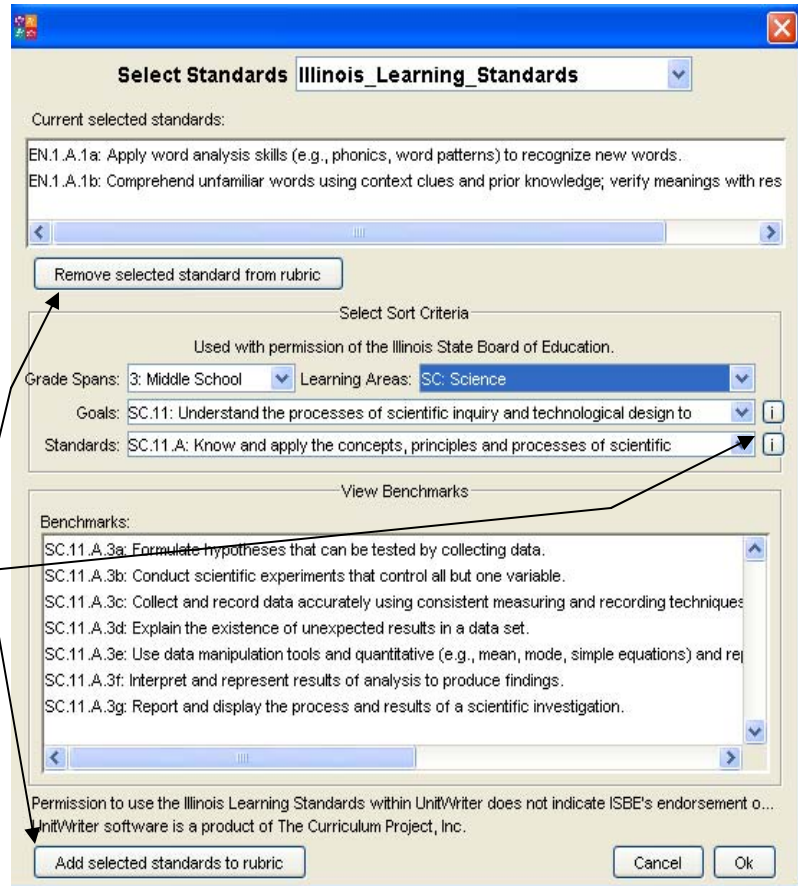 Select Standards Illinois_Learning_Standards
Current selected standards:
EN.1.A.1a: Apply word analysis skills (e.g., phonics, word patterns) to recognize new words.
EN.1.A.1b: Comprehend unfamiliar words using context clues and prior knowledge; verify meanings with res
Remove selected standard from rubric
Select Sort Criteria
Used with permission of the Illinois State Board of Education.
Grade Spans: 3: Middle School Learning Areas: SC: Science
Goals: SC.11: Understand the processes of scientific inquiry and technological design to i
Standards: SC.11.A: Know and apply the concepts, principles and processes of scientific i
View Benchmarks
Benchmarks:
SC.11.A.3a: Formulate hypotheses that can be tested by collecting data.
SC.11.A.3b: Conduct scientific experiments that control all but one variable.
SC.11.A.3c: Collect and record data accurately using consistent measuring and recording techniques
SC.11.A.3d: Explain the existence of unexpected results in a data set.
SC.11.A.3e: Use data manipulation tools and quantitative (e.g., mean, mode, simple equations) and rep
SC.11.A.3f: Interpret and represent results of analysis to produce findings.
SC.11.A.3g: Report and display the process and results of a scientific investigation.
Permission to use the Illinois Learning Standards within UnitWriter does not indicate ISBE's endorsement o...
UnitWriter software is a product of The Curriculum Project, Inc.
Add selected standards to rubric Cancel Ok